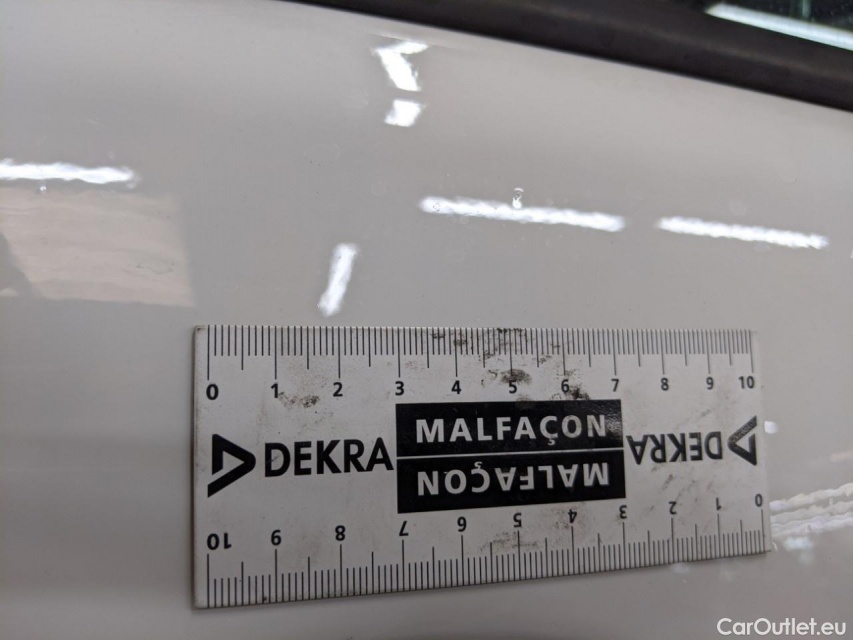 0 1 2 3 4 5 6 7 8 9 10
DEKRA MALFAÇON DEKRA
MALFAÇON
10 9 8 7 6 5 4 3 2 1 0
CarOutlet.eu